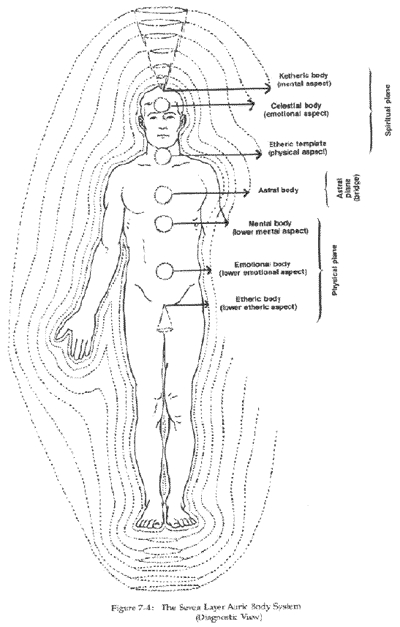 Ketheric body
(mental aspect)
Celestial body
(emotional aspect)
Etheric template
(physical aspect)
Spiritual plane
Astral body
Astral
plane
(bridge)
Mental body
(lower mental aspect)
Emotional body
(lower emotional aspect)
Physical plane
Etheric body
(lower etheric aspect)
Figure 7-4: The Seven Layer Auric Body System
(Diagnostic View)